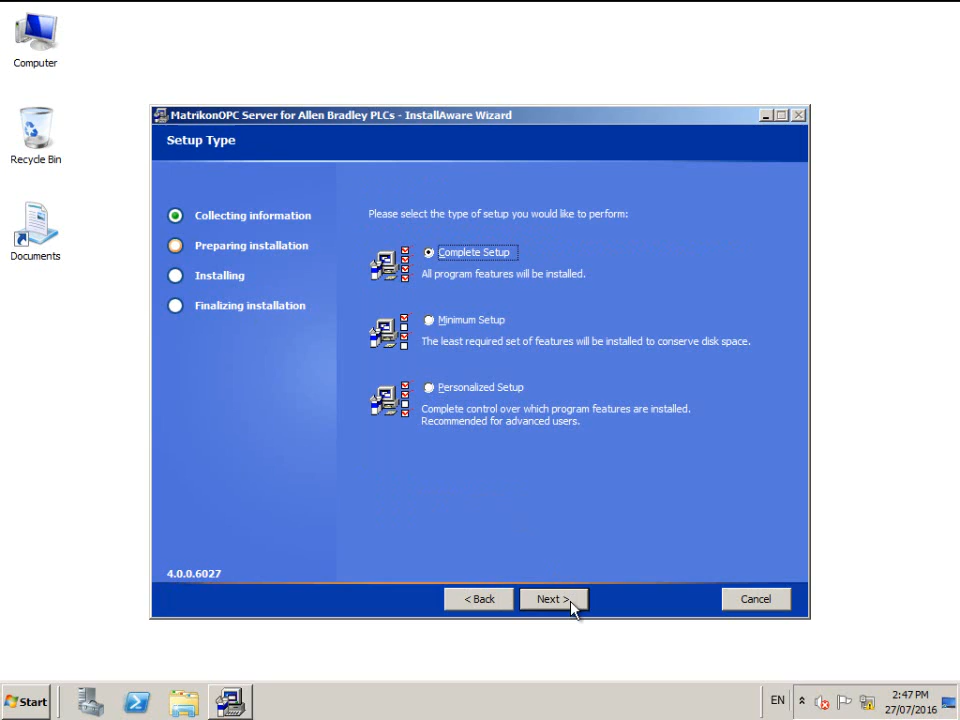 Computer
Recycle Bin
Documents
MatrikonOPC Server for Allen Bradley PLCs - InstallAware Wizard
Setup Type
Collecting information
Preparing installation
Installing
Finalizing installation
4.0.0.6027
Please select the type of setup you would like to perform:
Complete Setup
All program features will be installed.
Minimum Setup
The least required set of features will be installed to conserve disk space.
Personalized Setup
Complete control over which program features are installed.
Recommended for advanced users.
< Back
Next >
Cancel
Start
EN
2:47 PM
27/07/2016